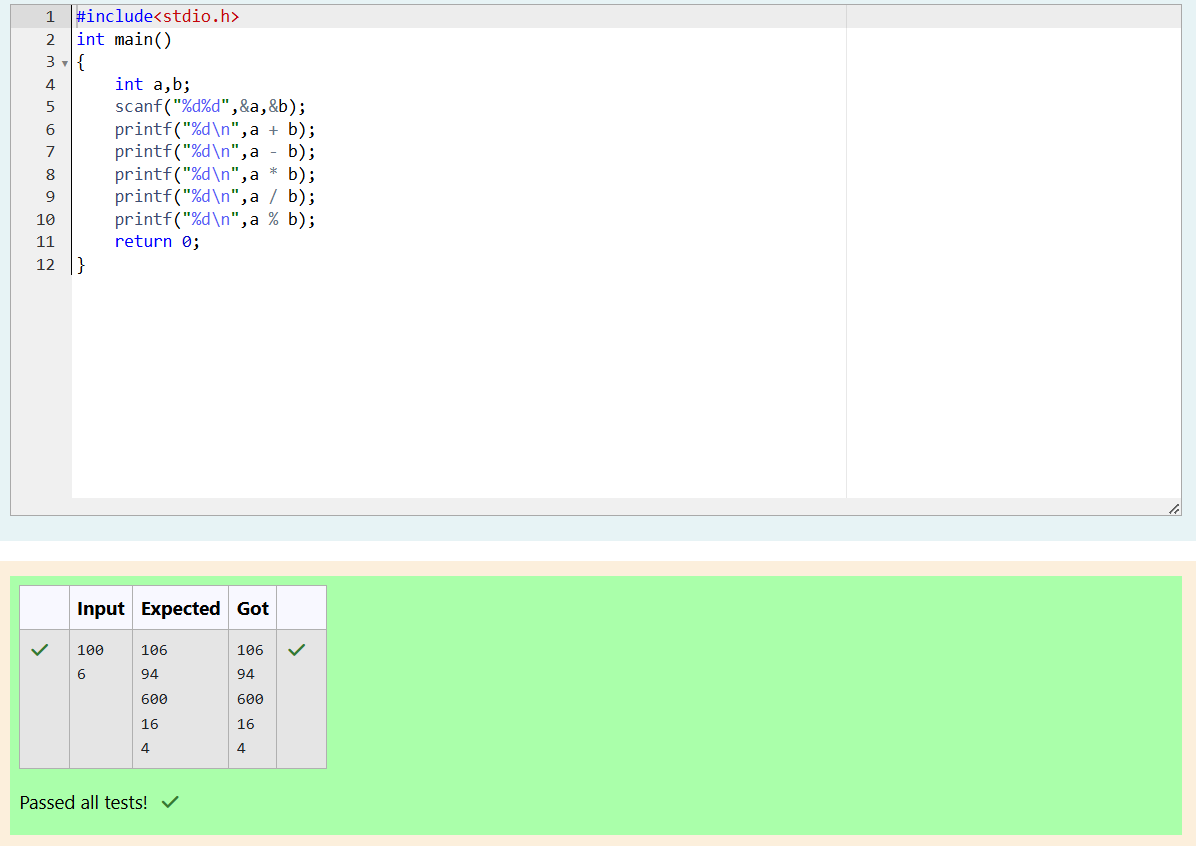 1 #include<stdio.h>
2 int main()
3 {
4     int a,b;
5     scanf("%d%d",&a,&b);
6     printf("%d\n",a + b);
7     printf("%d\n",a - b);
8     printf("%d\n",a * b);
9     printf("%d\n",a / b);
10     printf("%d\n",a % b);
11     return 0;
12 }
Input Expected Got
100 106 106
6 94 94
600 600
16 16
4 4
Passed all tests!